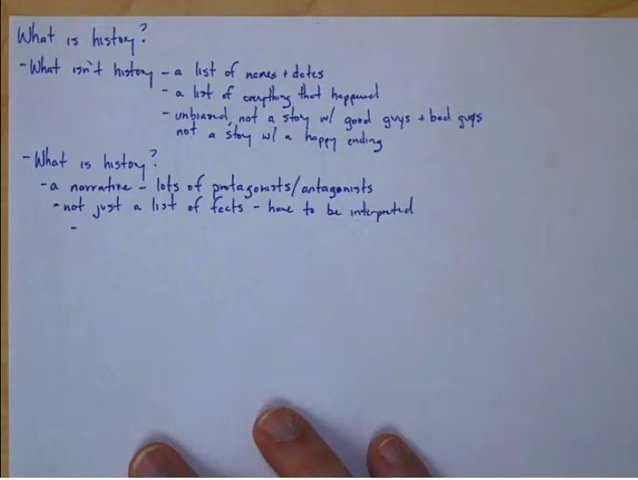 What is history?
- What isn't history - a list of names + dates
- a list of everything that happened
- unbiased, not a story w/ good guys + bad guys
not a story w/ a happy ending
- What is history?
- a narrative - lots of protagonists/antagonists
- not just a list of facts - have to be interpreted
-